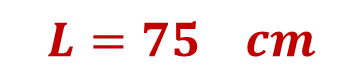 L = 75 cm